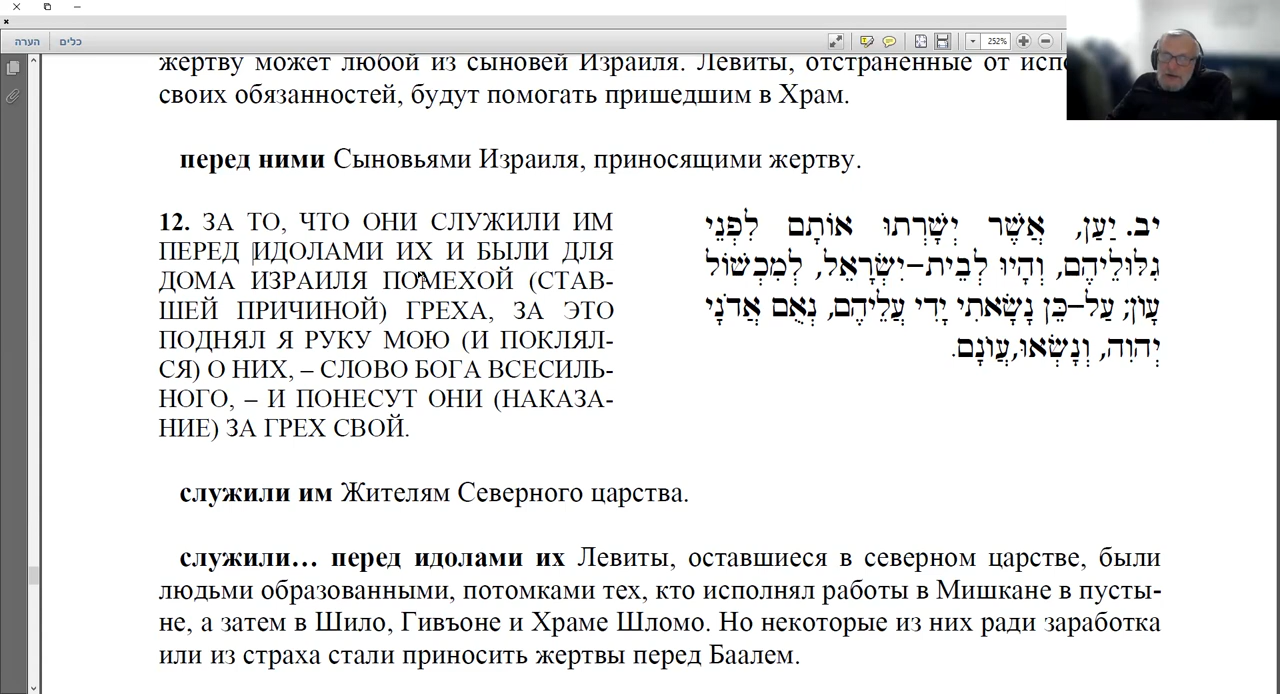 הערה
כלים
252%
жертву может любой из сыновей Израиля. Левиты, отстраненные от
своих обязанностей, будут помогать пришедшим в Храм.
перед ними Сыновьями Израиля, приносящими жертву.
12. ЗА ТО, ЧТО ОНИ СЛУЖИЛИ ИМ
ПЕРЕД ИДОЛАМИ ИХ И БЫЛИ ДЛЯ
ДОМА ИЗРАИЛЯ ПОМЕХОЙ (СТАВ-
ШЕЙ ПРИЧИНОЙ) ГРЕХА, ЗА ЭТО
ПОДНЯЛ Я РУКУ МОЮ (И ПОКЛЯЛ-
СЯ) О НИХ, – СЛОВО БОГА ВСЕСИЛЬ-
НОГО, – И ПОНЕСУТ ОНИ (НАКАЗА-
НИЕ) ЗА ГРЕХ СВОЙ.
יב. יַעַן, אֲשֶׁר יְשָׁרְתוּ אוֹתָם לִפְנֵי
גִלּוּלֵיהֶם, וְהָיוּ לְבֵית–יִשְׂרָאֵל, לְמִכְשׁוֹל
עָוֺן; עַל–כֵּן נָשָׂאתִי יָדִי עֲלֵיהֶם, נְאֻם אֲדֹנָי
יְהוִה, וְנָשְׂאוּ,עֲוֺנָם.
служили им Жителям Северного царства.
служили… перед идолами их Левиты, оставшиеся в северном царстве, были
людьми образованными, потомками тех, кто исполнял работы в Мишкане в пусты-
не, а затем в Шило, Гивъоне и Храме Шломо. Но некоторые из них ради заработка
или из страха стали приносить жертвы перед Баалем.